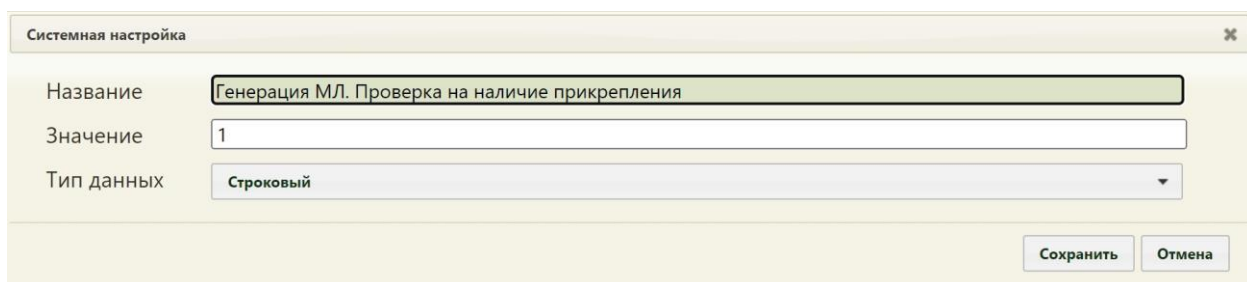 Системная настройка
Название Генерация МЛ. Проверка на наличие прикрепления
Значение 1
Тип данных Строковый
Сохранить Отмена